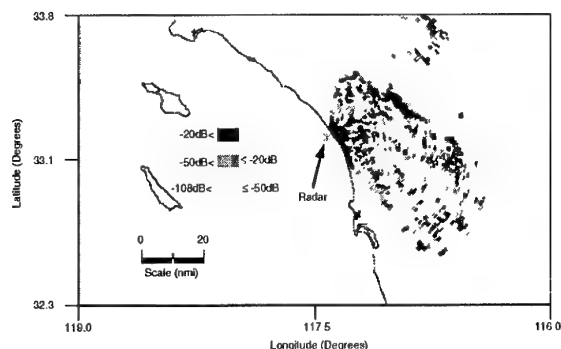 33.8
-20dB<
-50dB< ≤ -20dB
-108dB< ≤ -50dB
33.1
Radar
0 20
Scale (nmi)
32.3
119.0 117.5 116.0
Latitude (Degrees)
Longitude (Degrees)